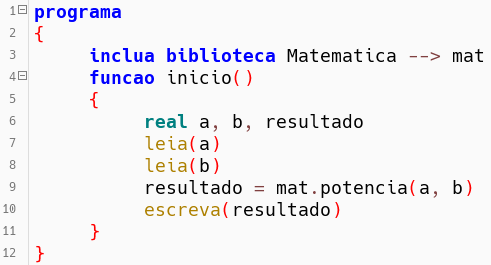 1 programa
2 {
3 inclua biblioteca Matematica --> mat
4 funcao inicio()
5 {
6 real a, b, resultado
7 leia(a)
8 leia(b)
9 resultado = mat.potencia(a, b)
10 escreva(resultado)
11 }
12 }